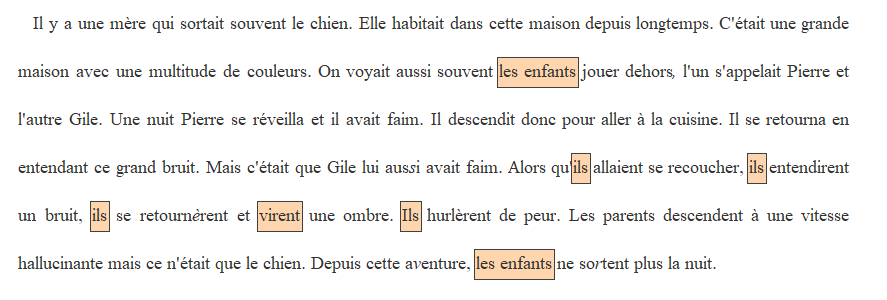 Il y a une mère qui sortait souvent le chien. Elle habitait dans cette maison depuis longtemps. C'était une grande
maison avec une multitude de couleurs. On voyait aussi souvent les enfants jouer dehors, l'un s'appelait Pierre et
l'autre Gile. Une nuit Pierre se réveilla et il avait faim. Il descendit donc pour aller à la cuisine. Il se retourna en
entendant ce grand bruit. Mais c'était que Gile lui aussi avait faim. Alors qu'ils allaient se recoucher, ils entendirent
un bruit, ils se retournèrent et virent une ombre. Ils hurlèrent de peur. Les parents descendent à une vitesse
hallucinante mais ce n'était que le chien. Depuis cette aventure, les enfants ne sortent plus la nuit.